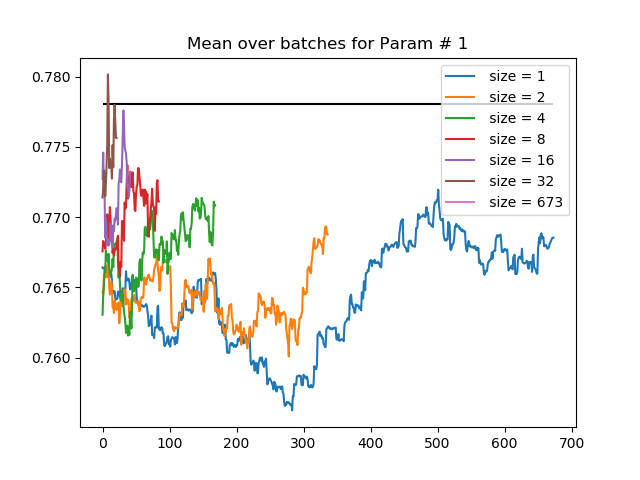 Mean over batches for Param # 1
0.780
0.775
0.770
0.765
0.760
size = 1
size = 2
size = 4
size = 8
size = 16
size = 32
size = 673
0 100 200 300 400 500 600 700